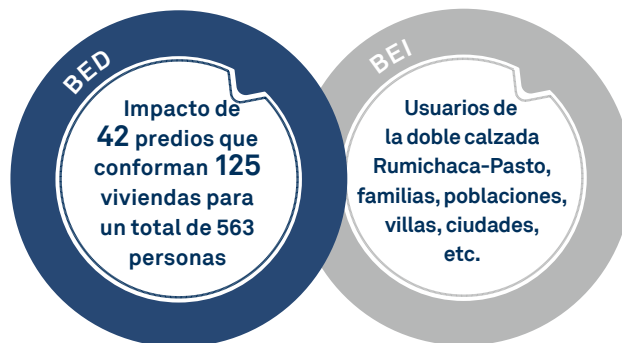 BED
Impacto de
42 predios que
conforman 125
viviendas para
un total de 563
personas
BEI
Usuarios de
la doble calzada
Rumichaca-Pasto,
familias, poblaciones,
villas, ciudades,
etc.